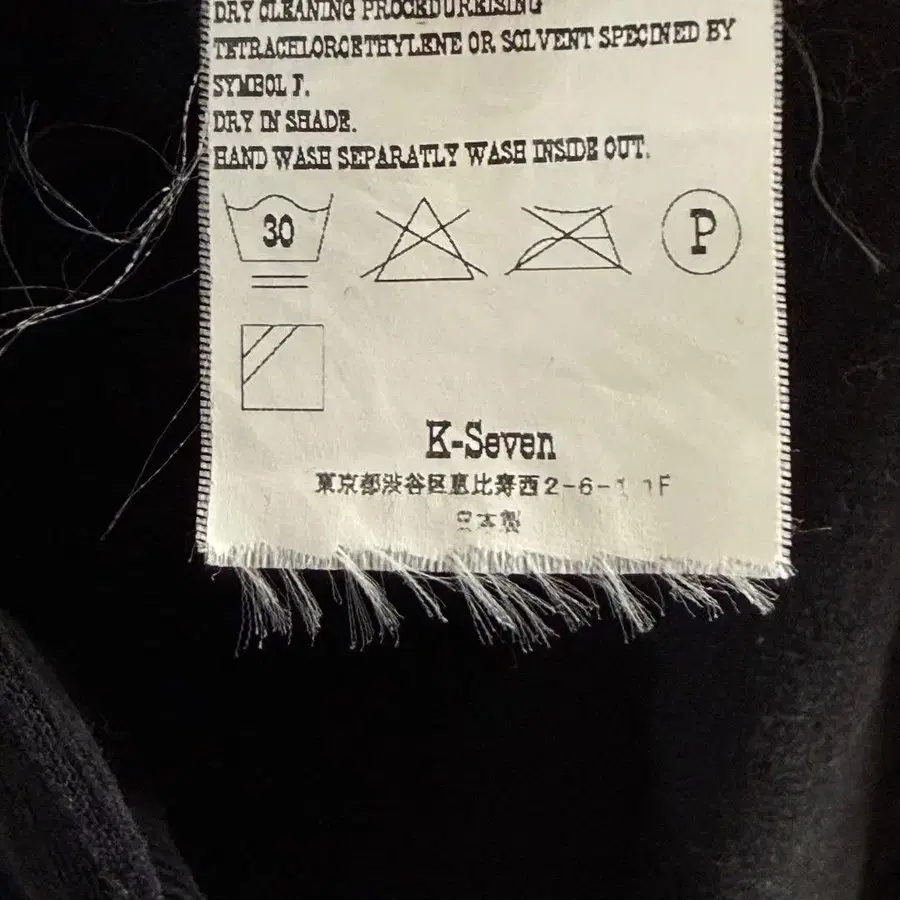 DRY CLEANING PROCEDUREISING
TETRACHLOROETHYLENE OR SOLVENT SPECINED BY
SYMBOL F.
DRY IN SHADE.
HAND WASH SEPARATLY WASH INSIDE OUT.
30
P
K-Seven
東京都渋谷区恵比寿西2-6-
日本製